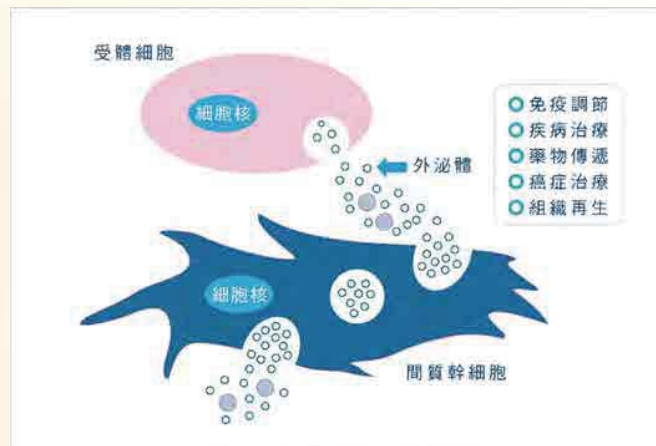 受體細胞
細胞核
免疫調節
疾病治療
藥物傳遞
癌症治療
組織再生
外泌體
細胞核
間質幹細胞